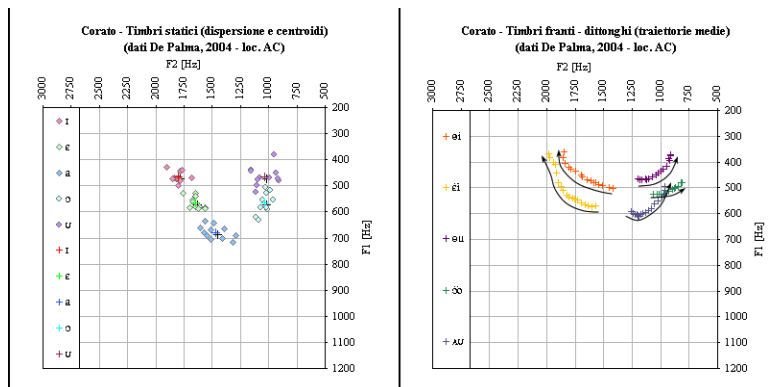 Corato - Timbri statici (dispersione e centroidi)
(dati De Palma, 2004 - loc. AC)
F2 [Hz]
3000 2750 2500 2250 2000 1750 1500 1250 1000 750 500
200
300
400
500
600
700
800
900
1000
1100
1200
F1 [Hz]
ɪ
ɛ
a
ɔ
ʊ
ɪ
ɛ
a
ɔ
ʊ
Corato - Timbri franti - dittonghi (traiettorie medie)
(dati De Palma, 2004 - loc. AC)
F2 [Hz]
3000 2750 2500 2250 2000 1750 1500 1250 1000 750 500
200
300
400
500
600
700
800
900
1000
1100
1200
F1 [Hz]
ʌʊ